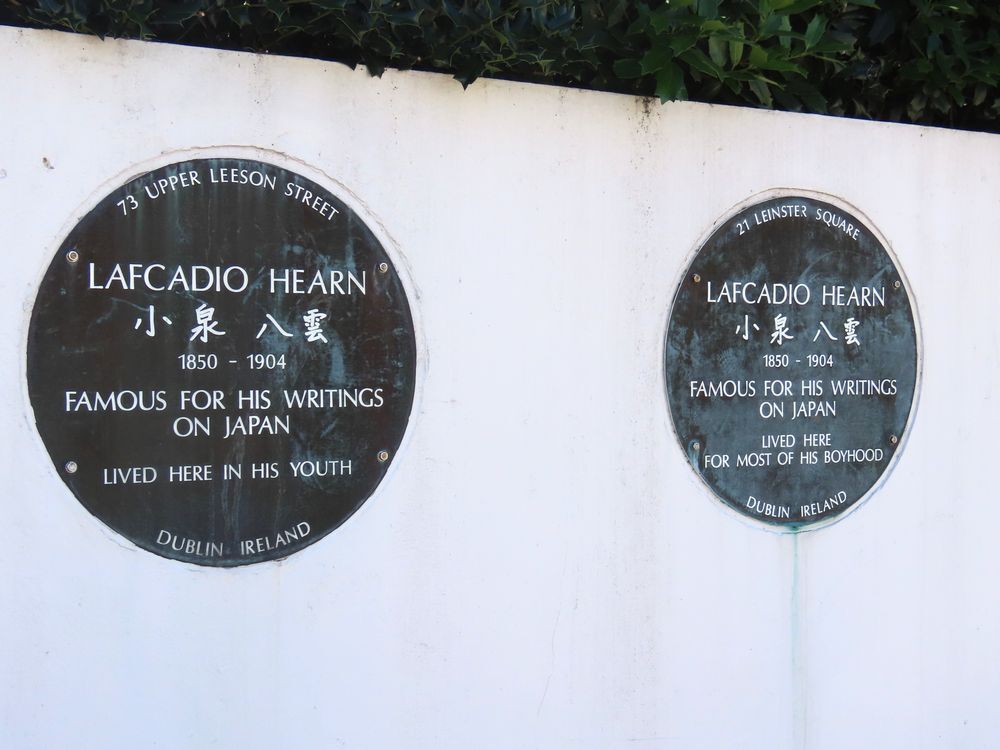 73 UPPER LEESON STREET
LAFCADIO HEARN
小泉 八雲
1850 - 1904
FAMOUS FOR HIS WRITINGS
ON JAPAN
LIVED HERE IN HIS YOUTH
DUBLIN IRELAND
21 LEINSTER SQUARE
LAFCADIO HEARN
小泉 八雲
1850 - 1904
FAMOUS FOR HIS WRITINGS
ON JAPAN
LIVED HERE
FOR MOST OF HIS BOYHOOD
DUBLIN IRELAND